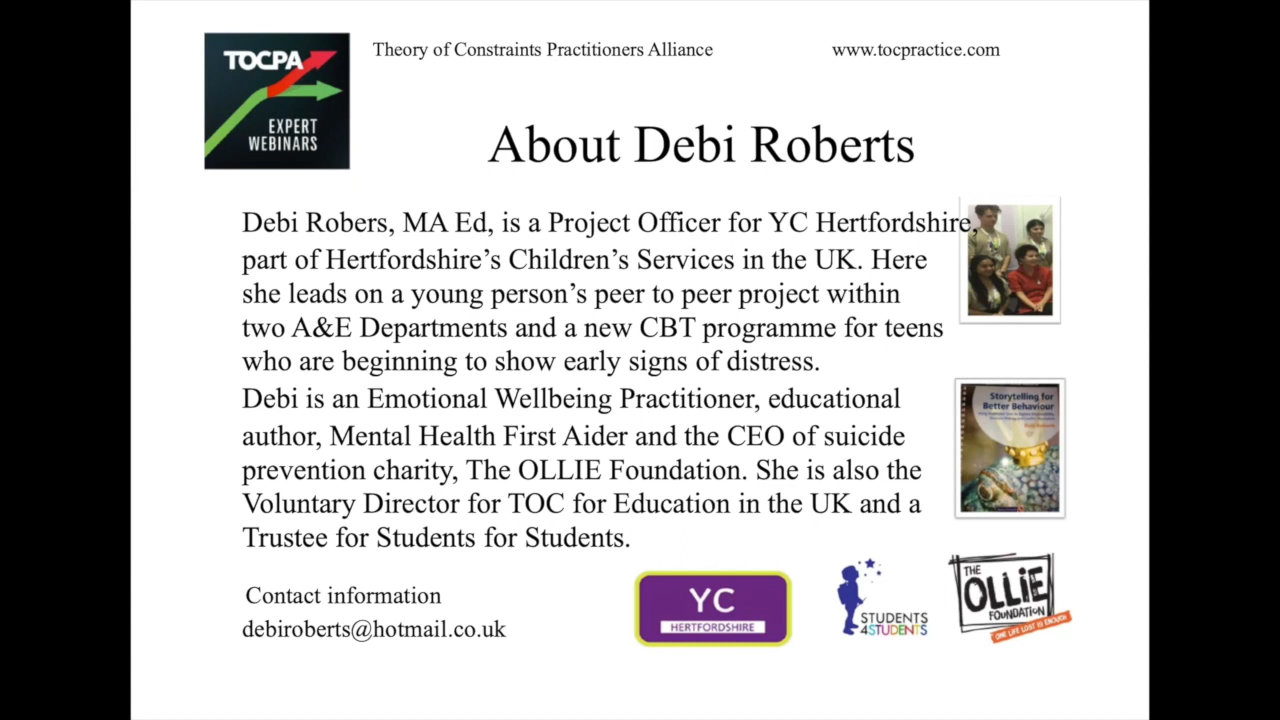 TOCPA
EXPERT
WEBINARS
Theory of Constraints Practitioners Alliance
www.tocpractice.com
About Debi Roberts
Debi Robers, MA Ed, is a Project Officer for YC Hertfordshire,
part of Hertfordshire’s Children’s Services in the UK. Here
she leads on a young person’s peer to peer project within
two A&E Departments and a new CBT programme for teens
who are beginning to show early signs of distress.
Debi is an Emotional Wellbeing Practitioner, educational
author, Mental Health First Aider and the CEO of suicide
prevention charity, The OLLIE Foundation. She is also the
Voluntary Director for TOC for Education in the UK and a
Trustee for Students for Students.
Storytelling for
Better Behaviour
Contact information
debiroberts@hotmail.co.uk
YC
HERTFORDSHIRE
STUDENTS
4STUDENTS
THE
OLLIE
FOUNDATION
ONE LIFE LOST IS ENOUGH